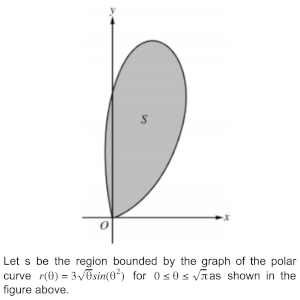 y
S
O
x
Let s be the region bounded by the graph of the polar
curve r(θ) = 3√θsin(θ²) for 0 ≤ θ ≤ √π as shown in the
figure above.